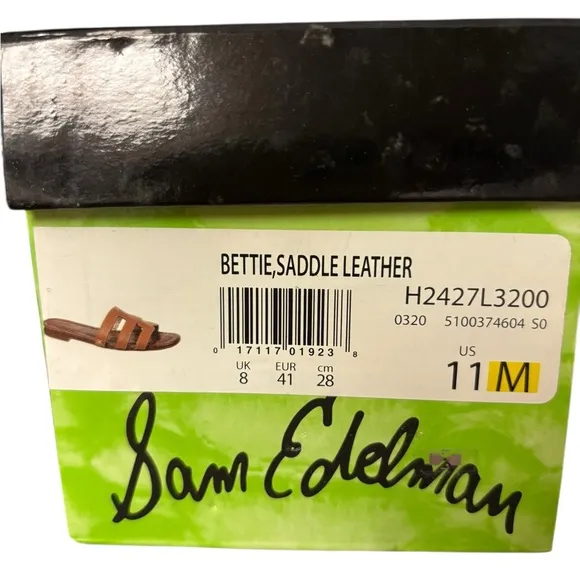 BETTIE,SADDLE LEATHER
H2427L3200
0320 5100374604 S0
0 17117 01923 8
UK EUR cm
8 41 28
US
11 M
Sam Edelman